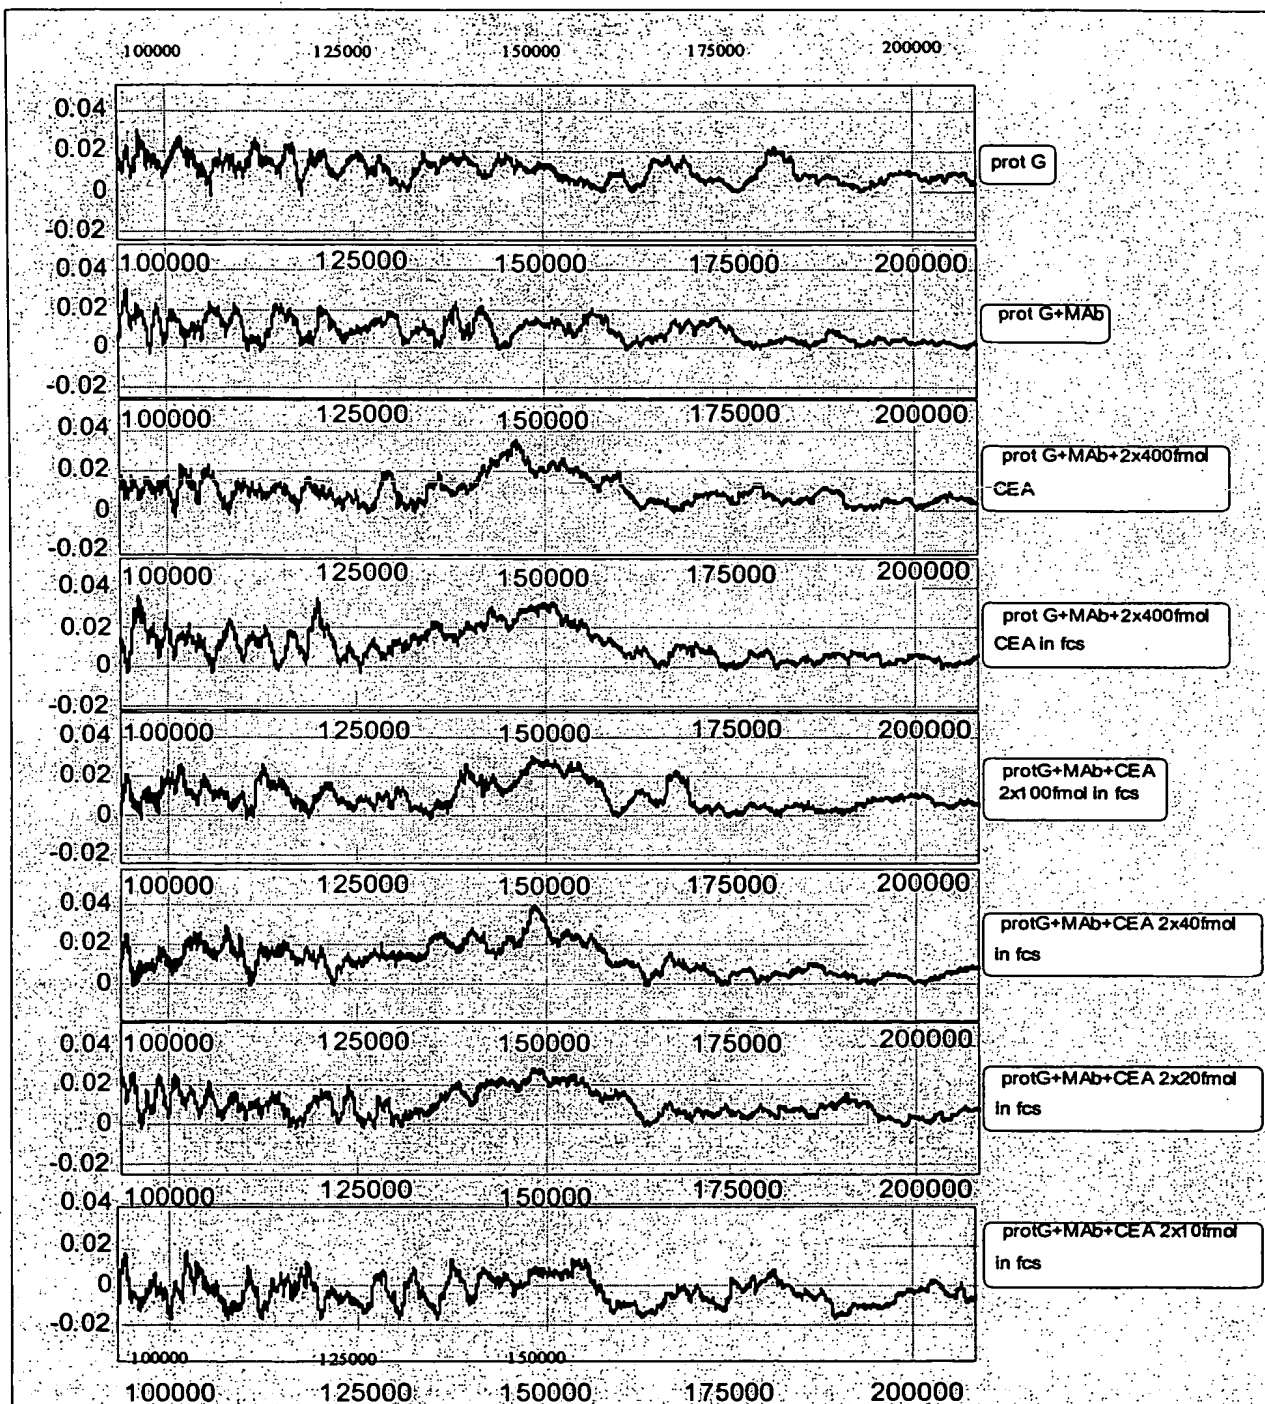 100000 125000 150000 175000 200000
0.04
0.02
0
-0.02
prot G
100000 125000 150000 175000 200000
0.04
0.02
0
-0.02
prot G+MAb
100000 125000 150000 175000 200000
0.04
0.02
0
-0.02
prot G+MAb+2x400fmol
CEA
100000 125000 150000 175000 200000
0.04
0.02
0
-0.02
prot G+MAb+2x400fmol
CEA in fcs
100000 125000 150000 175000 200000
0.04
0.02
0
-0.02
protG+MAb+CEA
2x100fmol in fcs
100000 125000 150000 175000 200000
0.04
0.02
0
protG+MAb+CEA 2x40fmol
in fcs
100000 125000 150000 175000 200000
0.04
0.02
0
-0.02
protG+MAb+CEA 2x20fmol
in fcs
100000 125000 150000 175000 200000
0.04
0.02
0
-0.02
protG+MAb+CEA 2x10fmol
in fcs
100000 125000 150000
100000 125000 150000 175000 200000